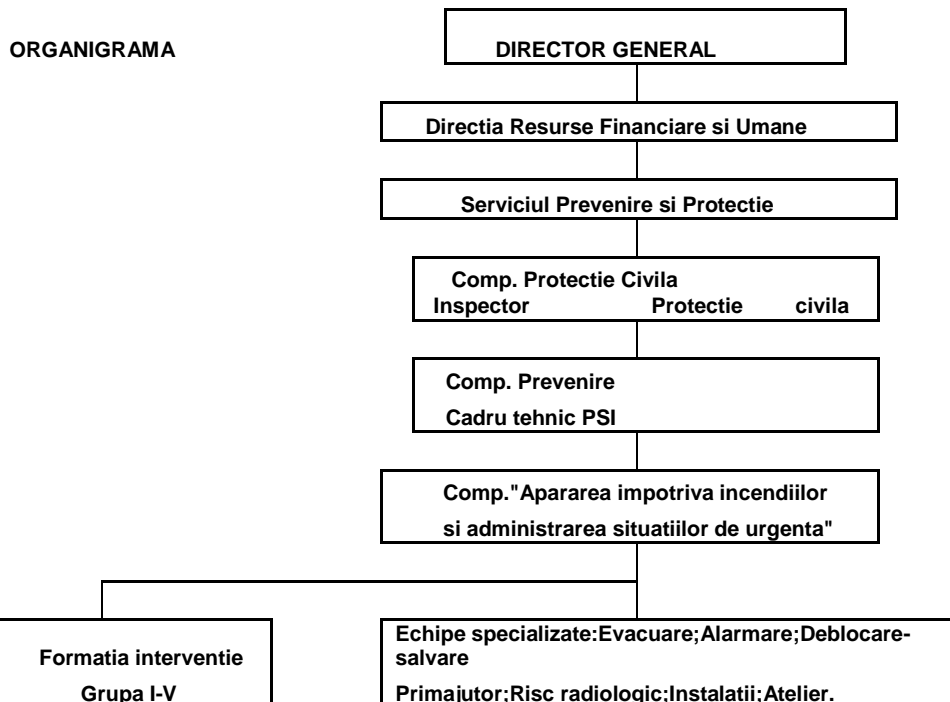 ORGANIGRAMA
DIRECTOR GENERAL
Directia Resurse Financiare si Umane
Serviciul Prevenire si Protectie
Comp. Protectie Civila
Inspector Protectie civila
Comp. Prevenire
Cadru tehnic PSI
Comp."Apararea impotriva incendiilor
si administrarea situatiilor de urgenta"
Formatia interventie
Grupa I-V
Echipe specializate:Evacuare;Alarmare;Deblocare-
salvare
Primajutor;Risc radiologic;Instalatii;Atelier.